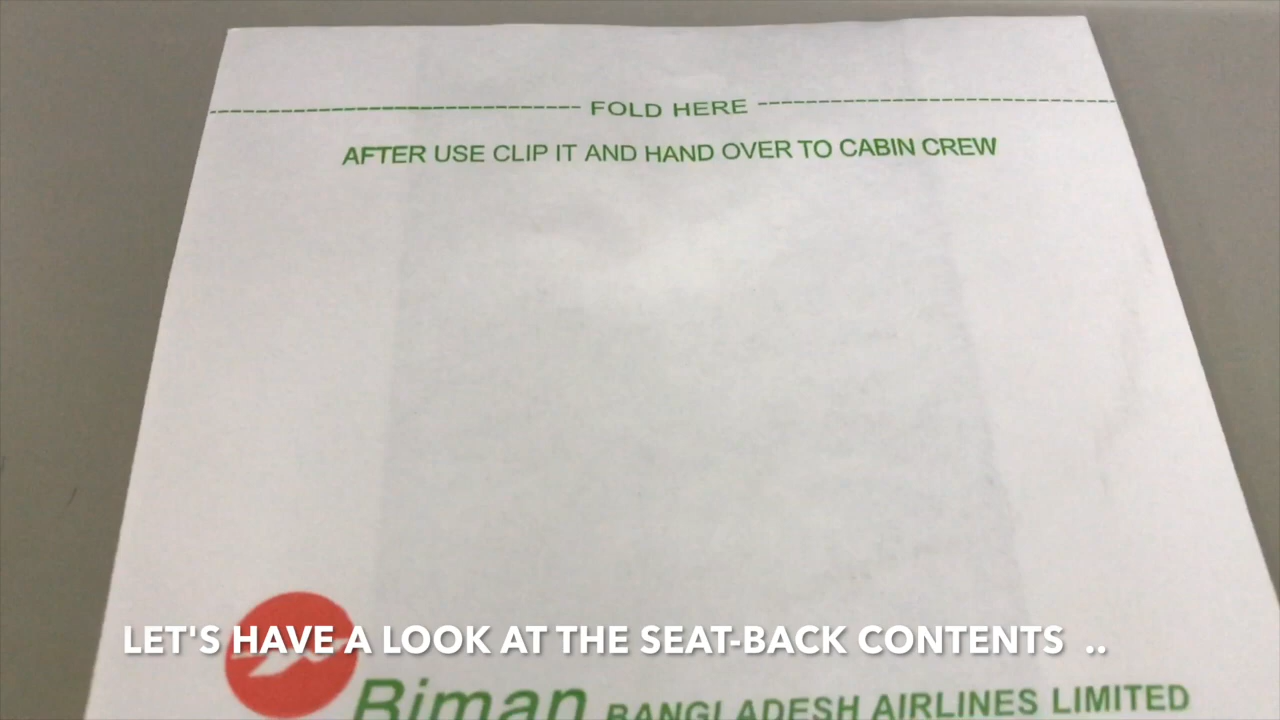 FOLD HERE
AFTER USE CLIP IT AND HAND OVER TO CABIN CREW
LET'S HAVE A LOOK AT THE SEAT-BACK CONTENTS ..
Biman BANGLADESH AIRLINES LIMITED